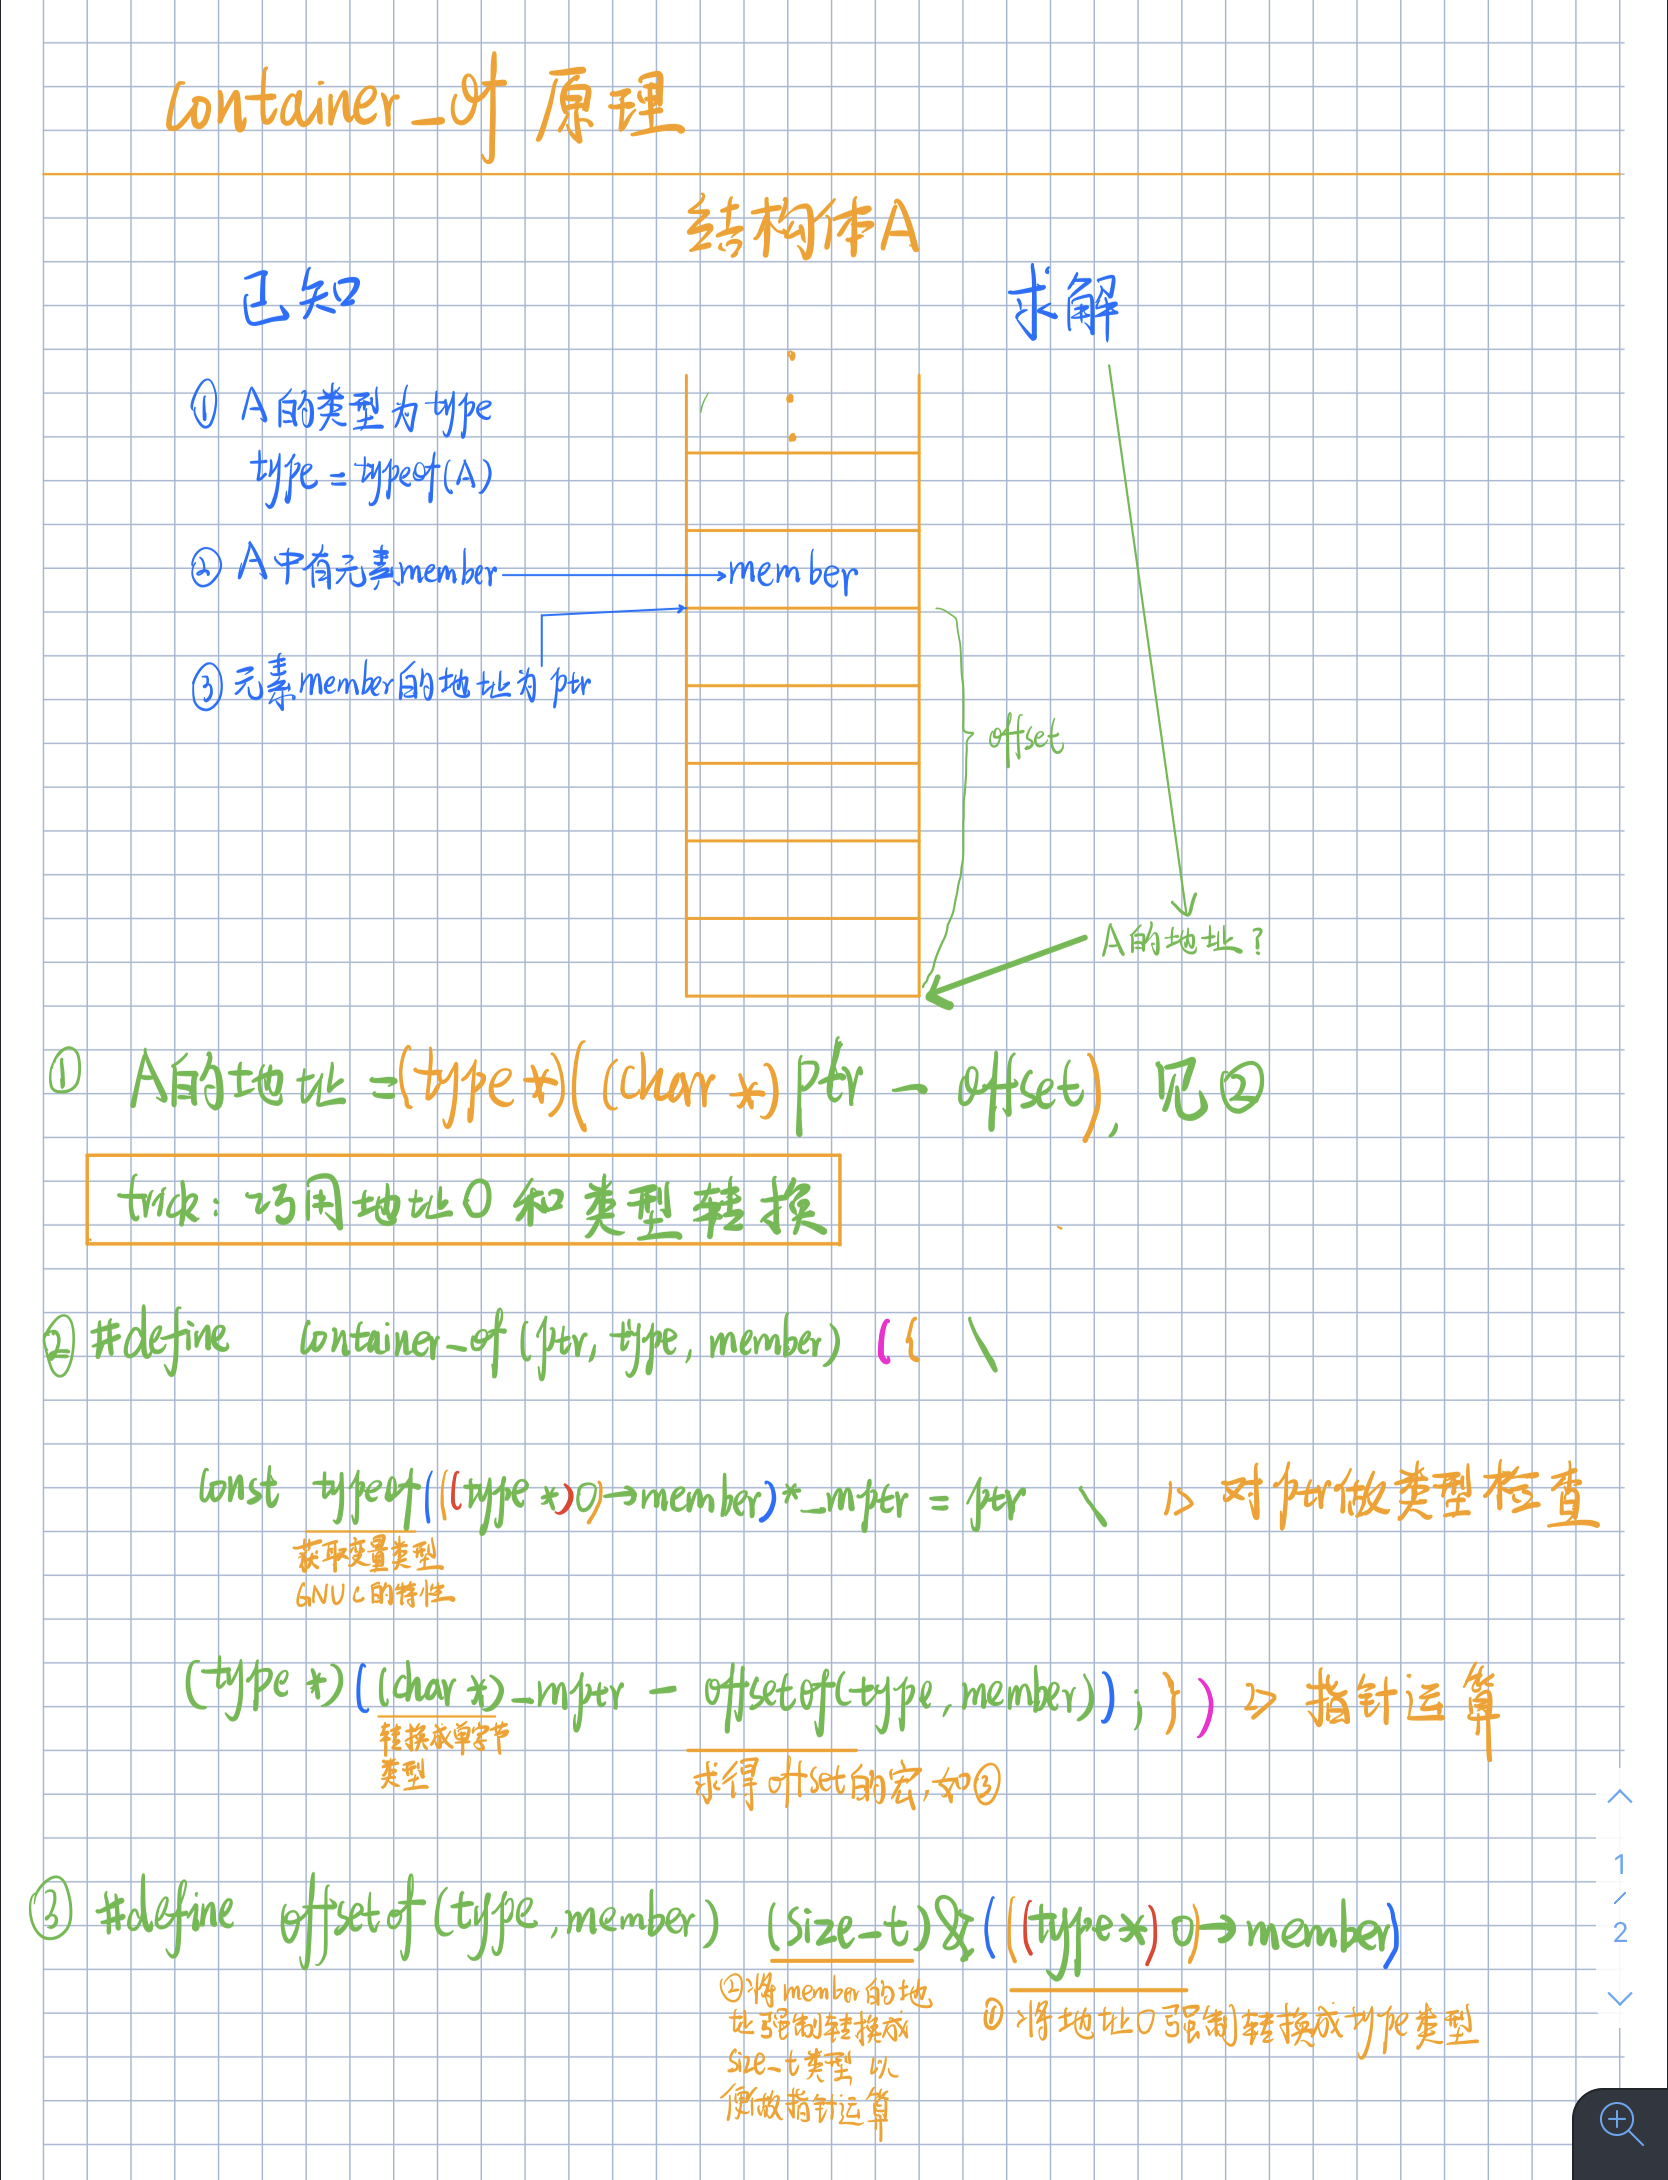 container_of 原理
结构体A
已知
求解
① A的类型为type
type = typeof(A)
② A中有元素member
member
③ 元素member的地址为ptr
offset
A的地址？
① A的地址 =(type *)((char *) ptr - offset), 见②
trick: 巧用地址0 和类型转换
② #define container_of (ptr, type, member) ({ \
const typeof(((type *)0)->member)*_mptr = ptr \ 1> 对ptr做类型检查
获取变量类型
GNU C的特性
(type *)((char *)_mptr - offsetof(type, member)); }) 2> 指针运算
转换成单字节
类型
求得offset的宏,如③
③ #define offsetof(type, member) (size_t)&(((type *) 0)->member)
②将member的地
址强制转换成
size_t类型 以
便做指针运算
① 将地址0强制转换成type类型
1
/
2